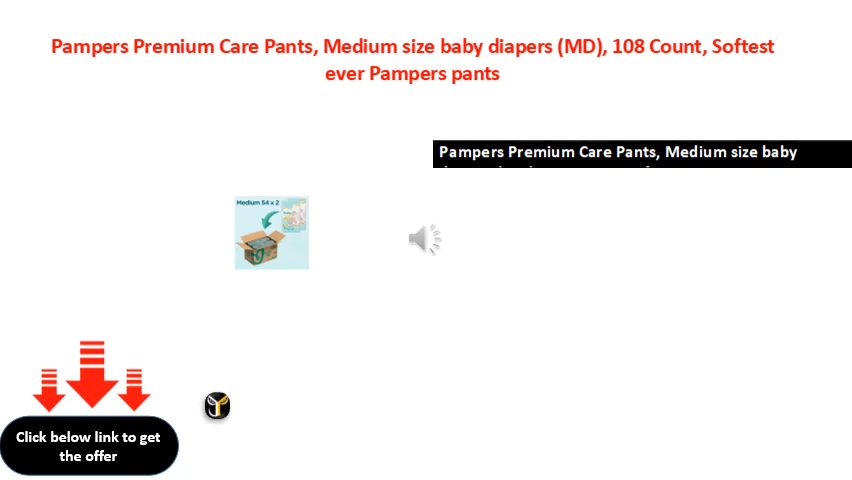 Pampers Premium Care Pants, Medium size baby diapers (MD), 108 Count, Softest
ever Pampers pants
Pampers Premium Care Pants, Medium size baby
Medium 54 x 2
Click below link to get
the offer